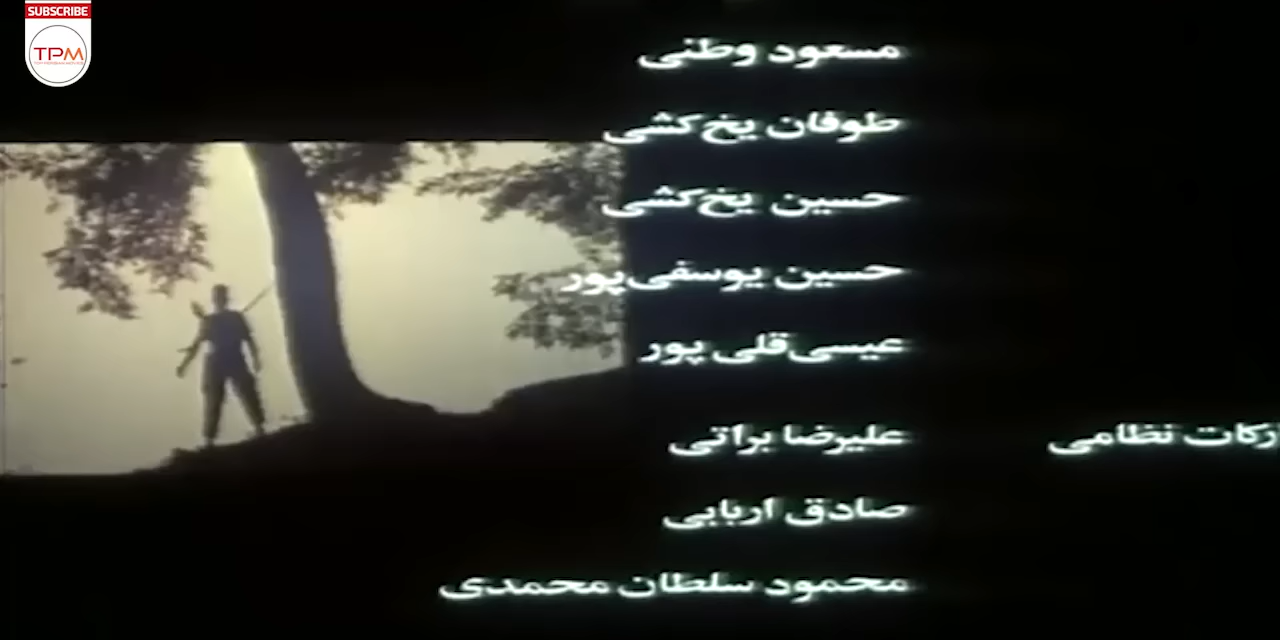 SUBSCRIBE
TPM
مسعود وطنی
طوفان یخ‌کشی
حسین یخ‌کشی
حسین یوسفی‌پور
عیسی‌قلی پور
علیرضا براتی
نظامی
صادق اربابی
محمود سلطان محمدی